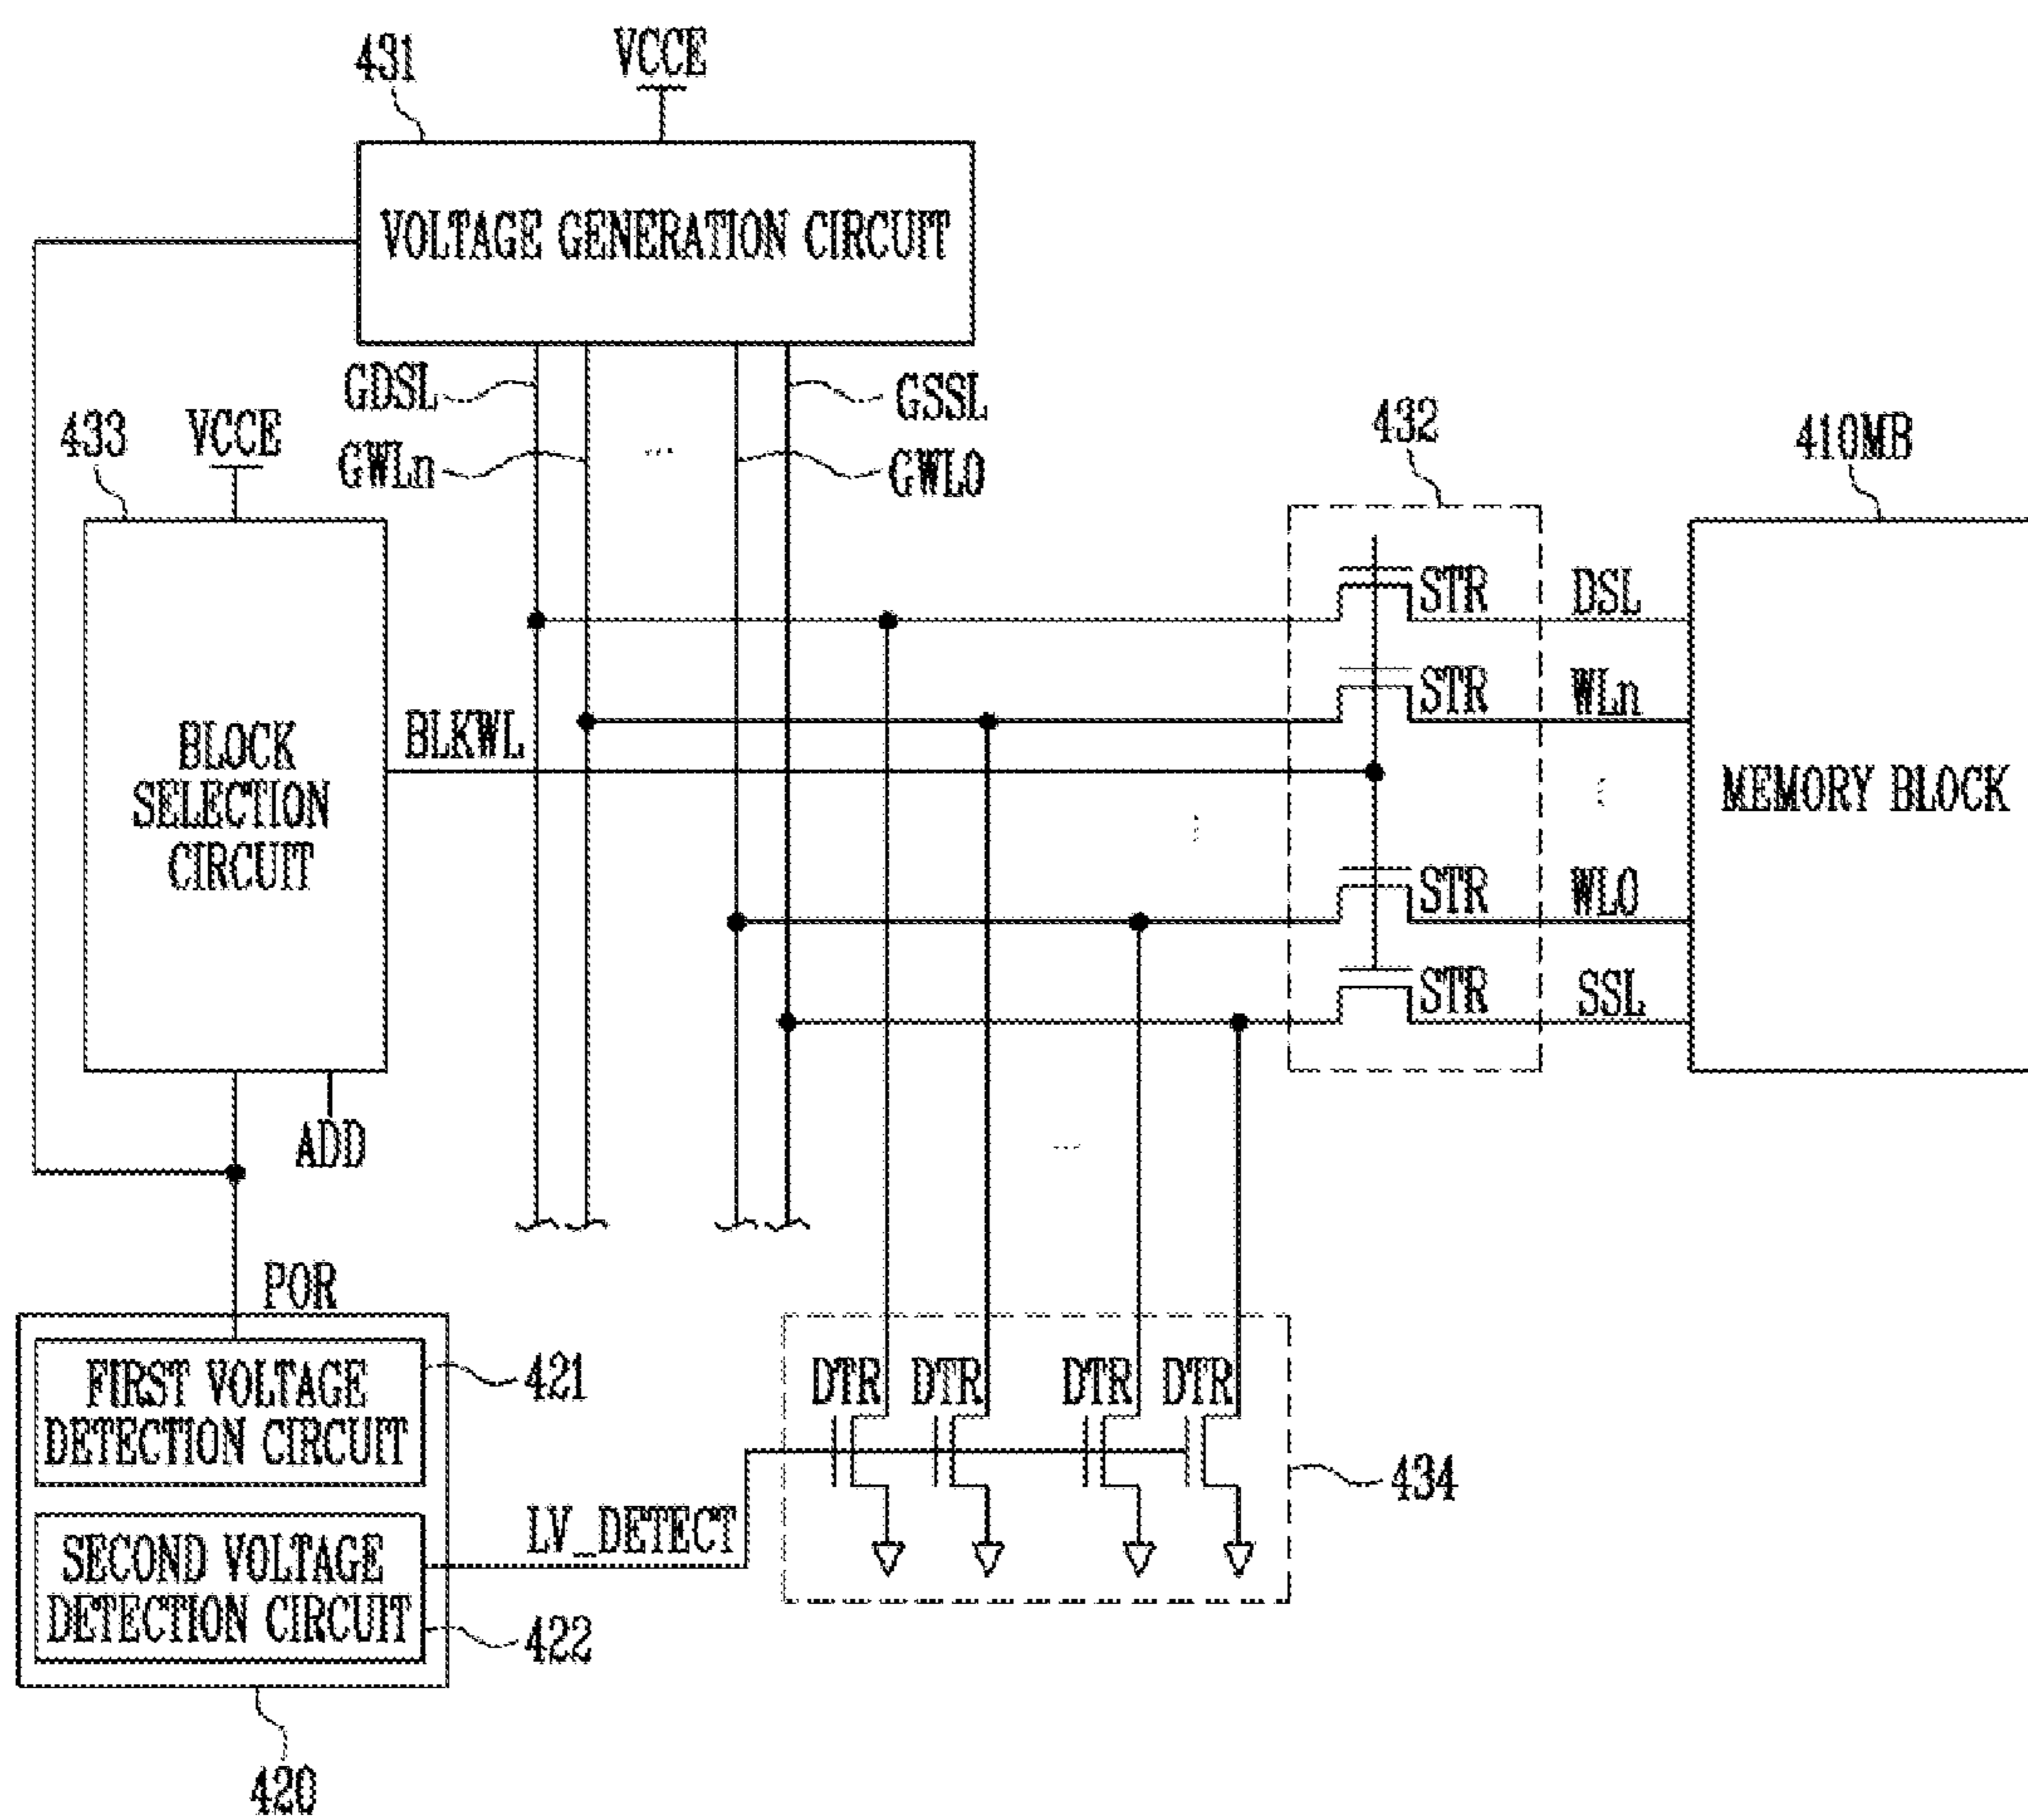 431
VCCE
VOLTAGE GENERATION CIRCUIT
GDSL
GSSL
GWLn
GWL0
433
VCCE
432
410MB
BLOCK
SELECTION
CIRCUIT
BLKWL
STR
DSL
STR
WLn
MEMORY BLOCK
STR
WL0
STR
SSL
ADD
POR
FIRST VOLTAGE
DETECTION CIRCUIT
421
SECOND VOLTAGE
DETECTION CIRCUIT
422
420
LV_DETECT
DTR DTR DTR DTR
434